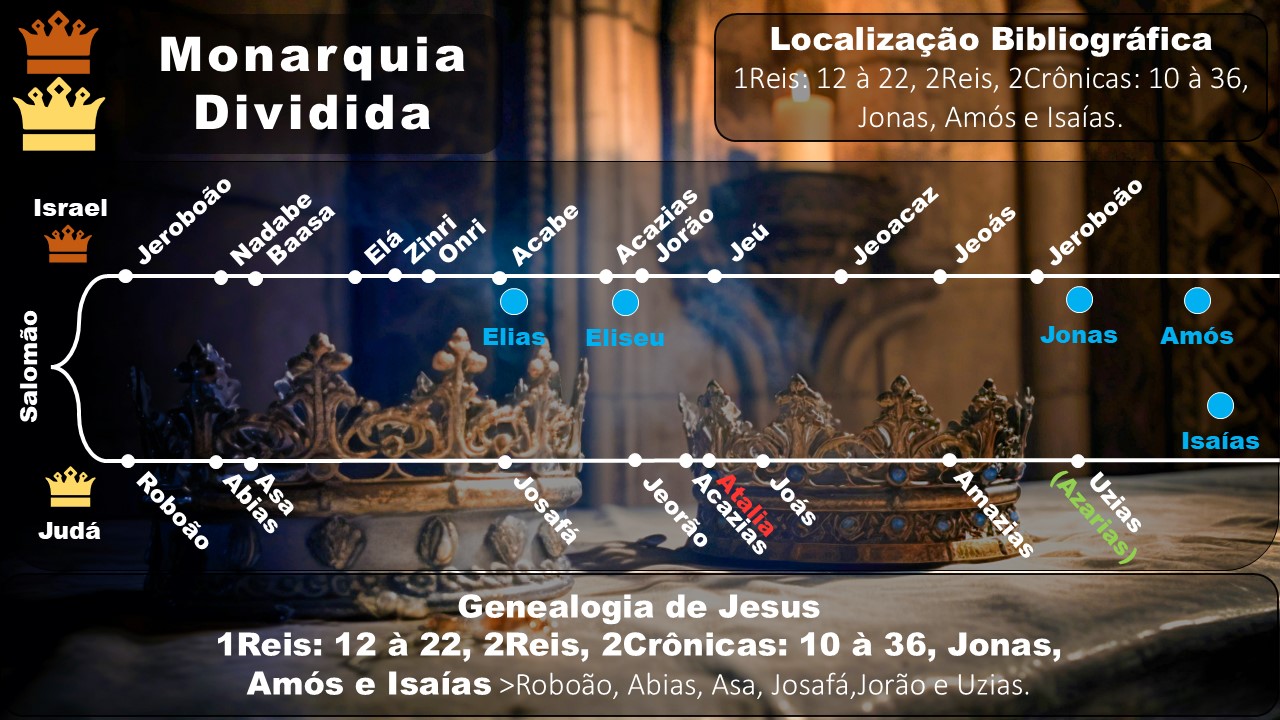 Monarquia
Dividida
Localização Bibliográfica
1Reis: 12 à 22, 2Reis, 2Crônicas: 10 à 36,
Jonas, Amós e Isaías.
Israel
Jeroboão
Nadabe
Baasa
Elá
Zinri
Onri
Acabe
Acazias
Jorão
Jeú
Jeoacaz
Jeoás
Jeroboão
Elias
Eliseu
Jonas
Amós
Salomão
Isaías
Judá
Roboão
Abias
Asa
Josafá
Jeorão
Acazias
Atalia
Joás
Amazias
Uzias
(Azarias)
Genealogia de Jesus
1Reis: 12 à 22, 2Reis, 2Crônicas: 10 à 36, Jonas,
Amós e Isaías >Roboão, Abias, Asa, Josafá,Jorão e Uzias.